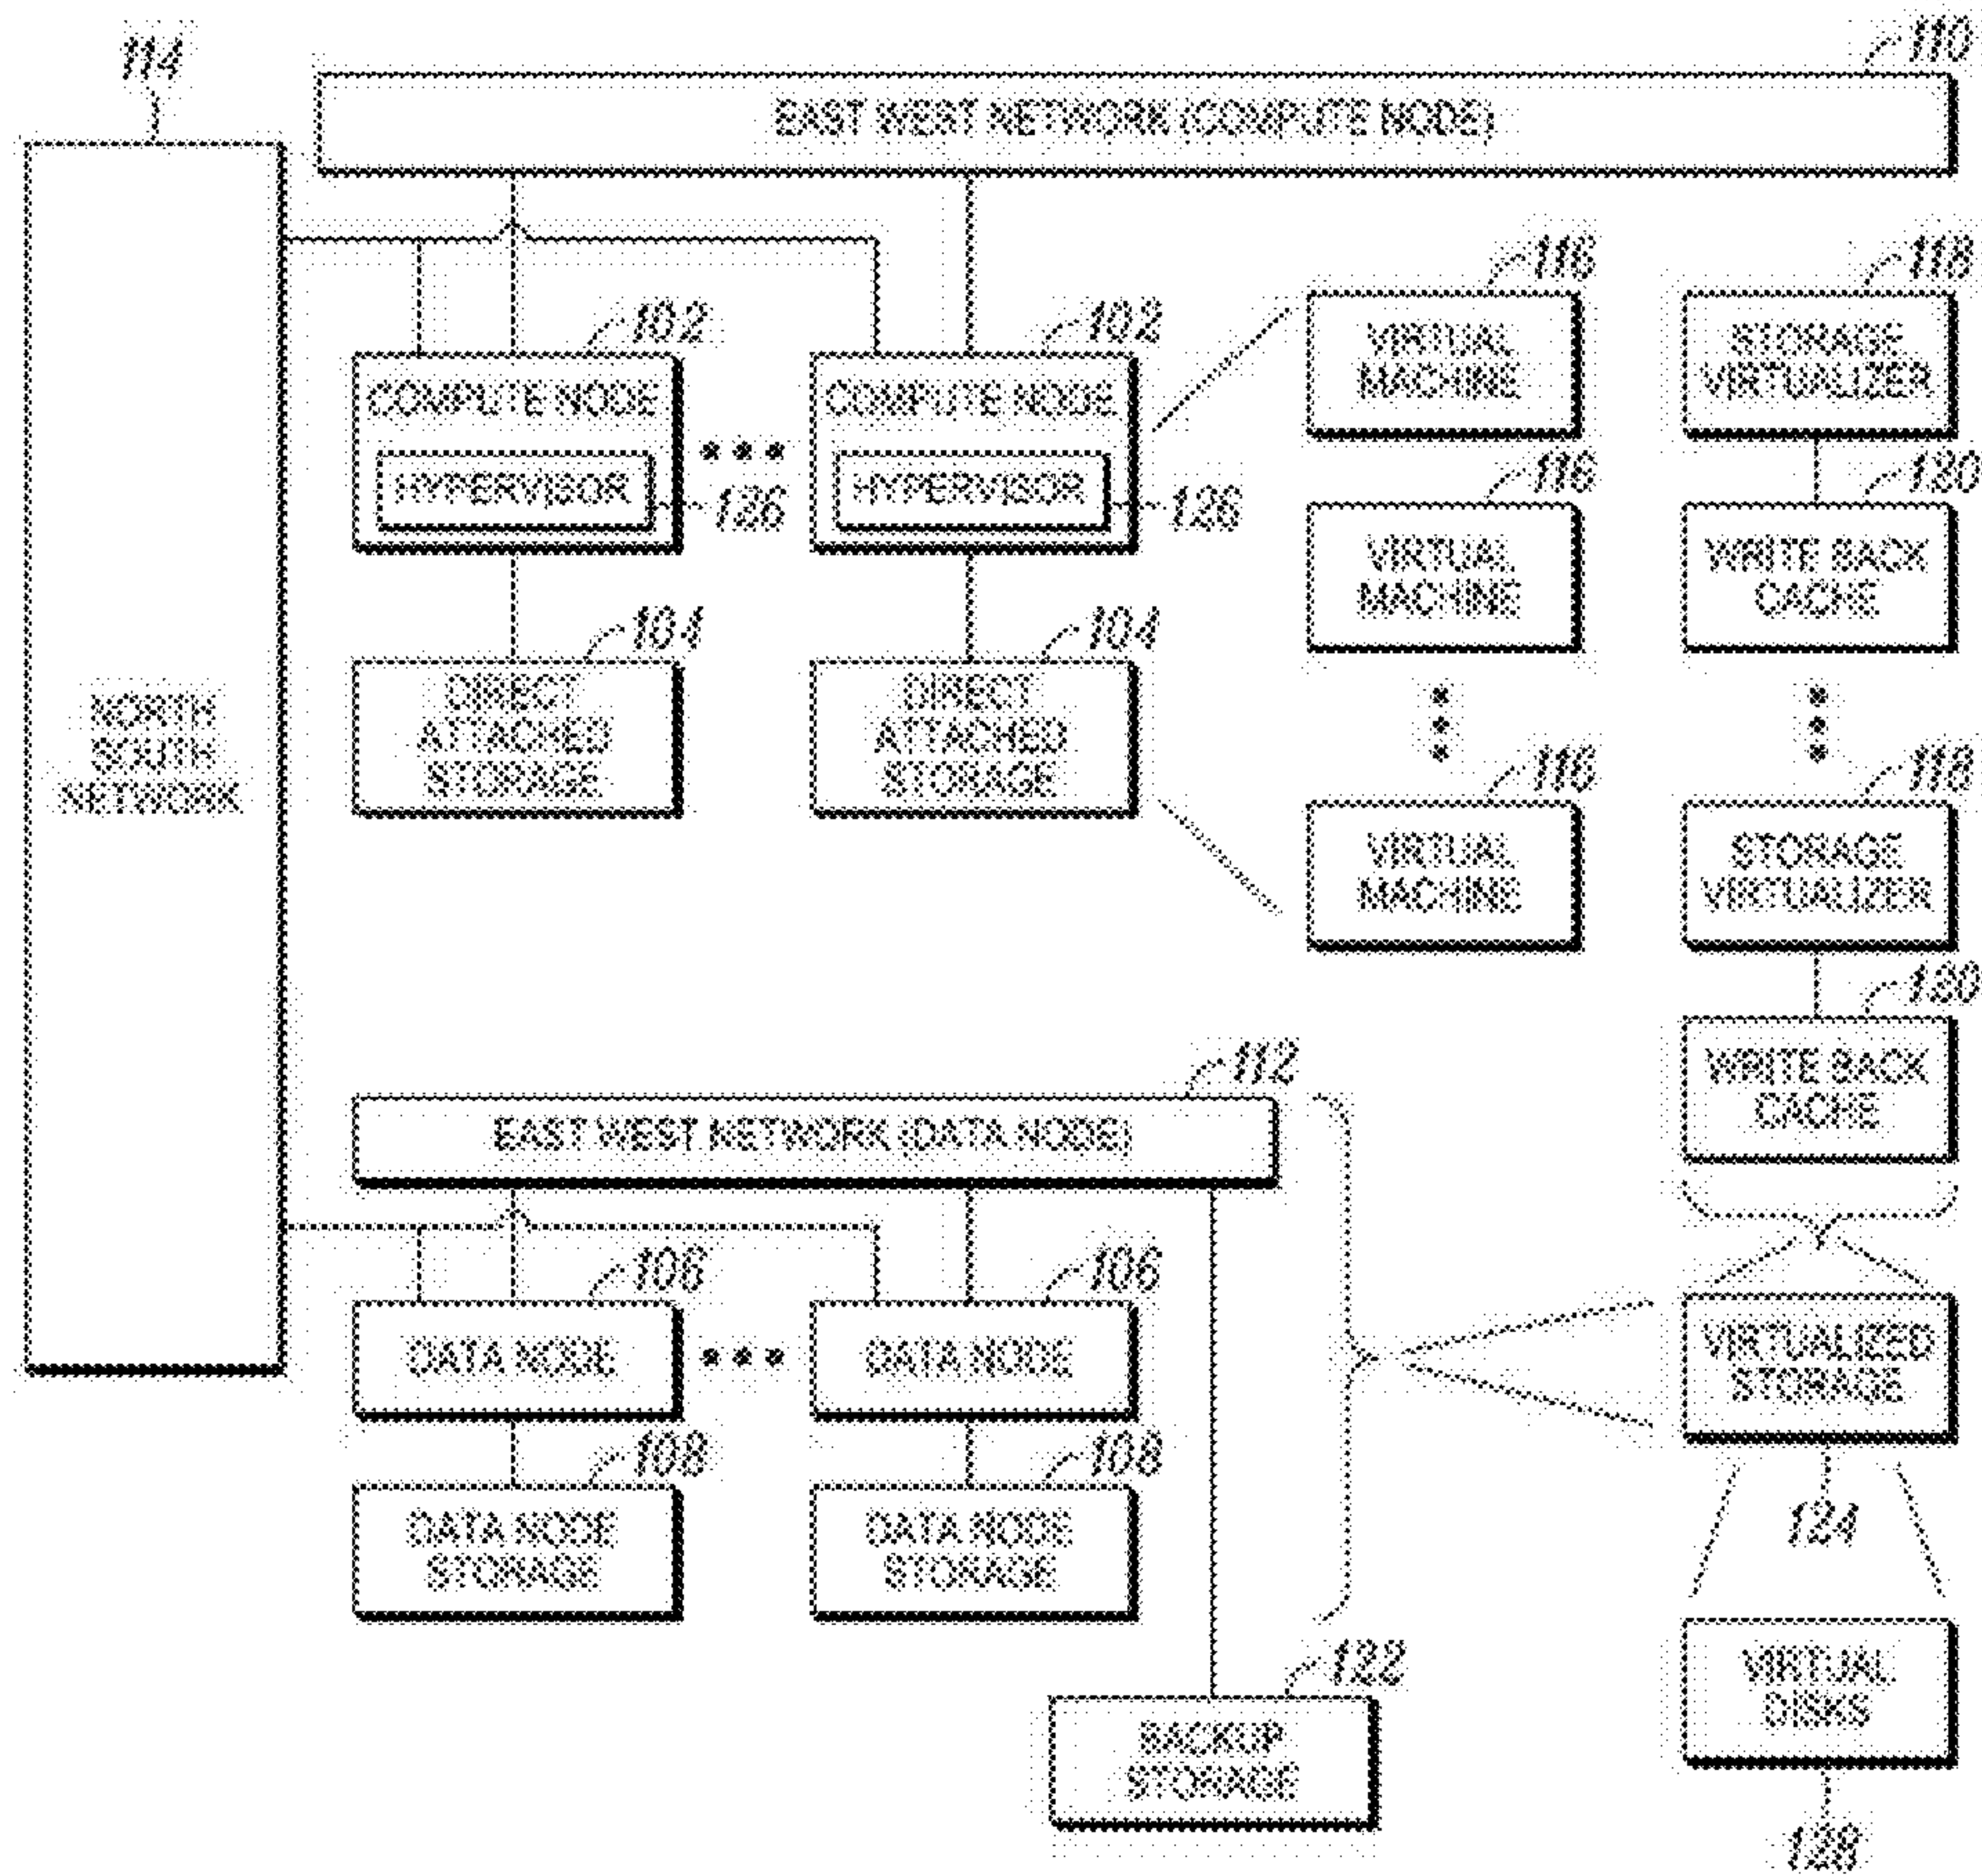 114
110
EAST WEST NETWORK (COMPUTE NODE)
116
118
102
102
VIRTUAL
MACHINE
STORAGE
VIRTUALIZER
COMPUTE NODE
COMPUTE NODE
HYPERVISOR
HYPERVISOR
126
126
116
120
VIRTUAL
MACHINE
WRITE BACK
CACHE
104
104
DIRECT
ATTACHED
STORAGE
DIRECT
ATTACHED
STORAGE
NORTH
SOUTH
NETWORK
116
118
VIRTUAL
MACHINE
STORAGE
VIRTUALIZER
120
WRITE BACK
CACHE
112
EAST WEST NETWORK (DATA NODE)
106
106
DATA NODE
DATA NODE
VIRTUALIZED
STORAGE
108
108
DATA NODE
STORAGE
DATA NODE
STORAGE
124
122
BACKUP
STORAGE
VIRTUAL
DISKS
128